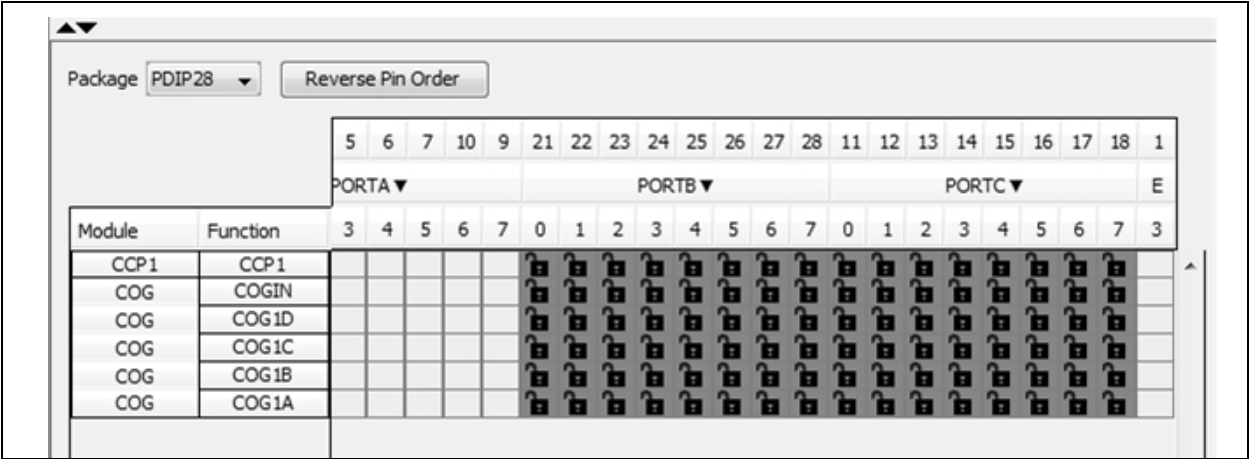 Package PDIP28 Reverse Pin Order
5 6 7 10 9 21 22 23 24 25 26 27 28 11 12 13 14 15 16 17 18 1
PORTA▼ PORTB▼ PORTC▼ E
Module Function 3 4 5 6 7 0 1 2 3 4 5 6 7 0 1 2 3 4 5 6 7 3
CCP1 CCP1
COG COGIN
COG COG1D
COG COG1C
COG COG1B
COG COG1A